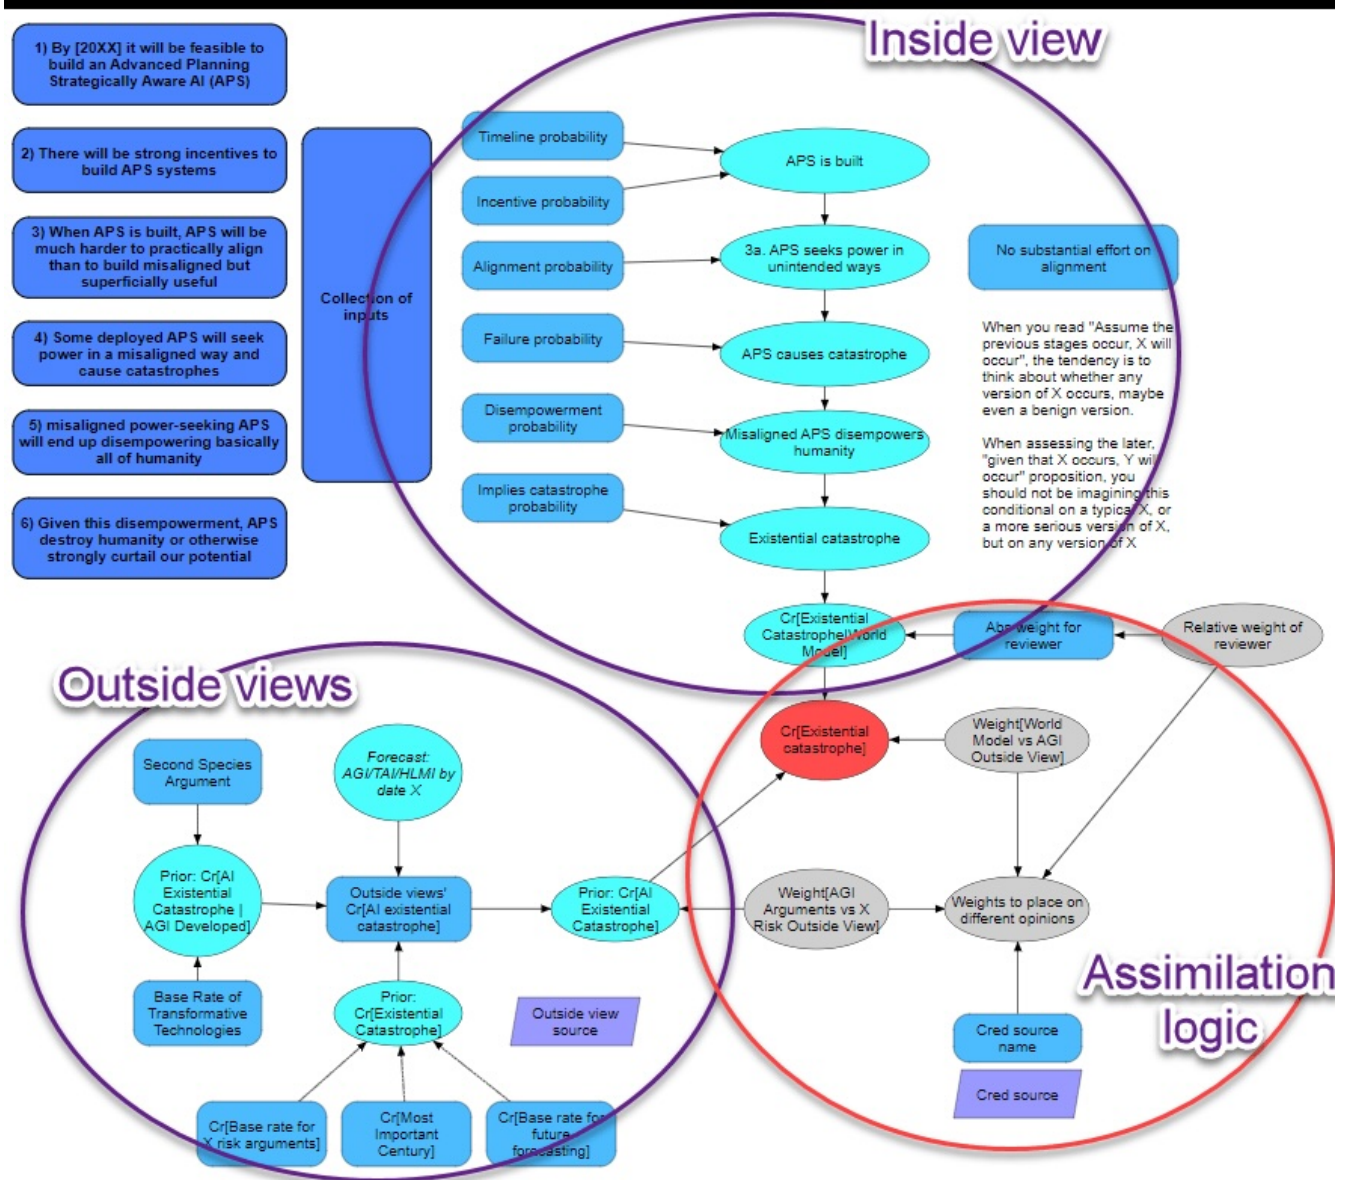 Inside view
1) By [20XX] it will be feasible to
build an Advanced Planning
Strategically Aware AI (APS)
2) There will be strong incentives to
build APS systems
3) When APS is built, APS will be
much harder to practically align
than to build misaligned but
superficially useful
4) Some deployed APS will seek
power in a misaligned way and
cause catastrophes
5) misaligned power-seeking APS
will end up disempowering basically
all of humanity
6) Given this disempowerment, APS
destroy humanity or otherwise
strongly curtail our potential
Collection of
inputs
Timeline probability
Incentive probability
Alignment probability
Failure probability
Disempowerment
probability
Implies catastrophe
probability
APS is built
3a. APS seeks power in
unintended ways
APS causes catastrophe
Misaligned APS disempowers
humanity
Existential catastrophe
Cr[Existential
Catastrophe|World
Model]
No substantial effort on
alignment
When you read "Assume the
previous stages occur, X will
occur", the tendency is to
think about whether any
version of X occurs, maybe
even a benign version.
When assessing the later,
"given that X occurs, Y will
occur" proposition, you
should not be imagining this
conditional on a typical X, or
a more serious version of X,
but on any version of X
Abs weight for
reviewer
Relative weight of
reviewer
Outside views
Second Species
Argument
Forecast:
AGI/TAI/HLMI by
date X
Cr[Existential
catastrophe]
Weight[World
Model vs AGI
Outside View]
Prior: Cr[AI
Existential
Catastrophe |
AGI Developed]
Outside views'
Cr[AI existential
catastrophe]
Prior: Cr[AI
Existential
Catastrophe]
Weight[AGI
Arguments vs X
Risk Outside View]
Weights to place on
different opinions
Base Rate of
Transformative
Technologies
Prior:
Cr[Existential
Catastrophe]
Outside view
source
Assimilation
logic
Cred source
name
Cred source
Cr[Base rate for
X risk arguments]
Cr[Most
Important
Century]
Cr[Base rate for
future
forecasting]